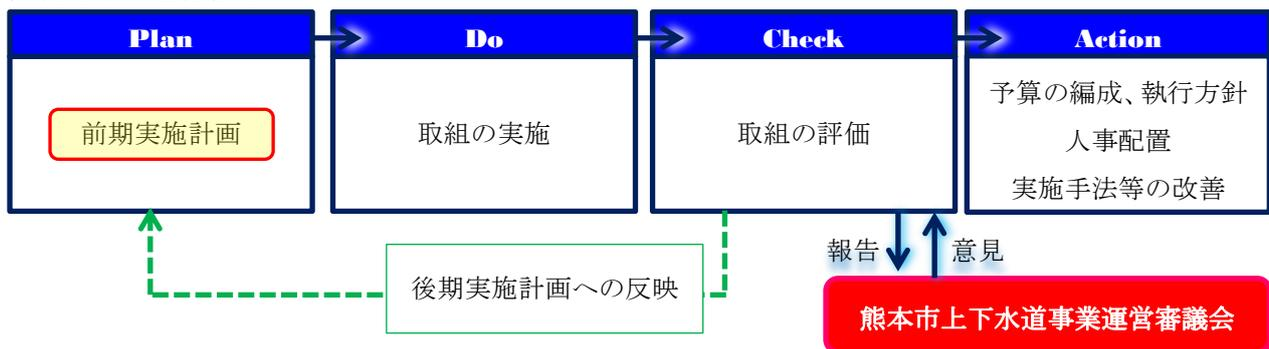 Plan
前期実施計画
Do
取組の実施
Check
取組の評価
Action
予算の編成、執行方針
人事配置
実施手法等の改善
報告
意見
後期実施計画への反映
熊本市上下水道事業運営審議会